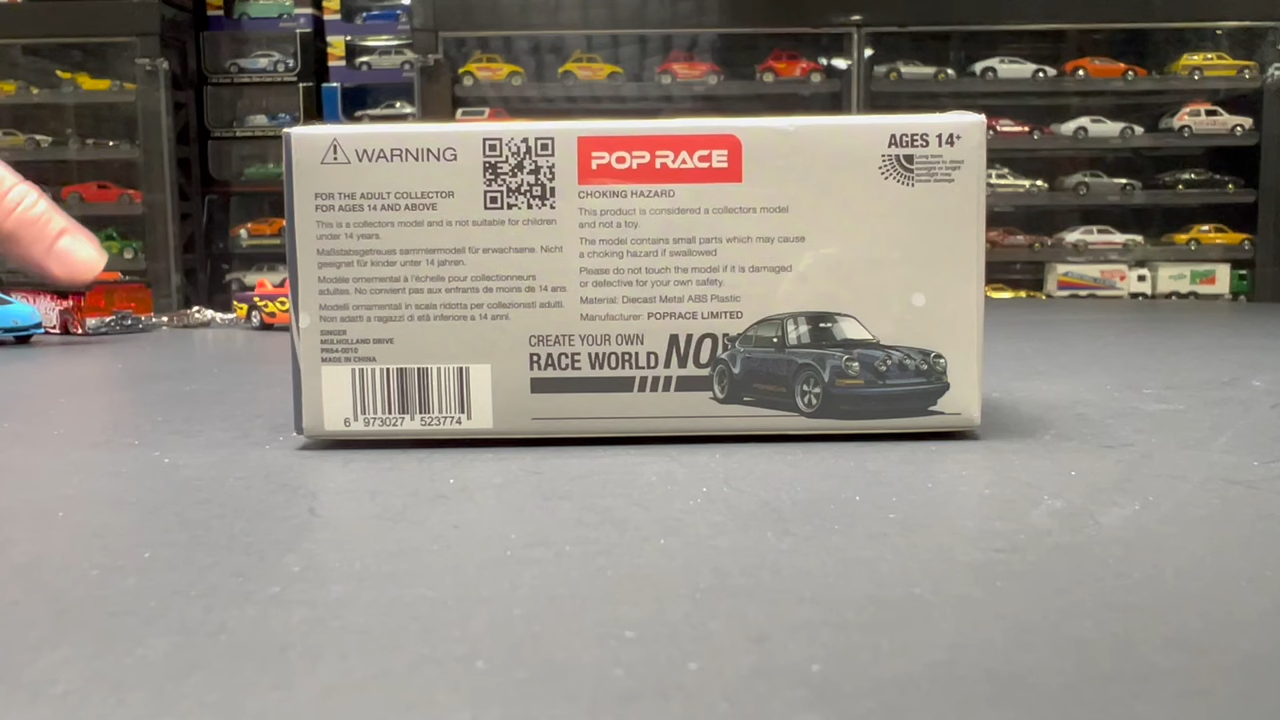 WARNING
FOR THE ADULT COLLECTOR
FOR AGES 14 AND ABOVE
This is a collectors model and is not suitable for children
under 14 years.
Maßstabsgetreues sammlermodell für erwachsene. Nicht
geeignet für kinder unter 14 jahren.
Modèle ornemental à l'échelle pour collectionneurs
adultes. No convient pas aux enfrants de moins de 14 ans.
Modelli ornamentali in scala ridotta per collezionisti adulti.
Non adatti a ragazzi di età inferiore a 14 anni.
SINGER
MULHOLLAND DRIVE
PR64-0010
MADE IN CHINA
6 973027 523774
POP RACE
CHOKING HAZARD
This product is considered a collectors model
and not a toy.
The model contains small parts which may cause
a choking hazard if swallowed
Please do not touch the model if it is damaged
or defective for your own safety.
Material: Diecast Metal ABS Plastic
Manufacturer: POPRACE LIMITED
CREATE YOUR OWN
RACE WORLD NO
AGES 14+
Long term
exposure to direct
sunlight or bright
spotlight may
cause damage